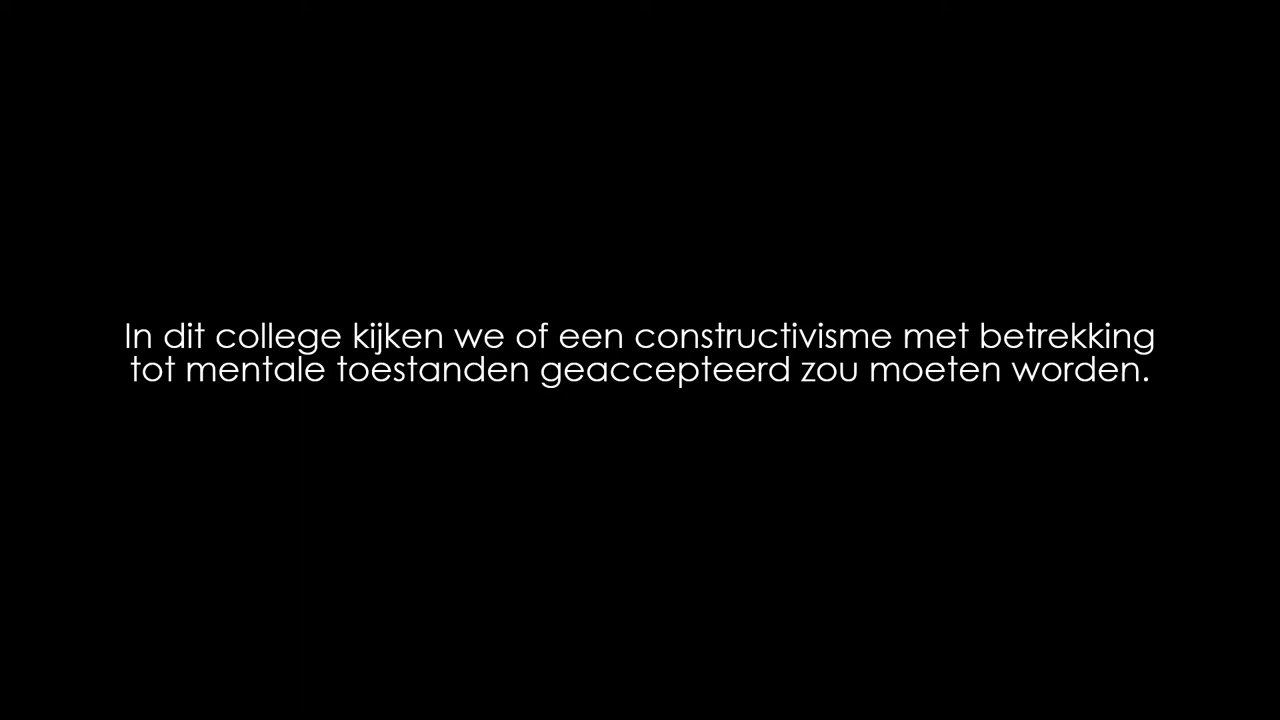 In dit college kijken we of een constructivisme met betrekking
tot mentale toestanden geaccepteerd zou moeten worden.